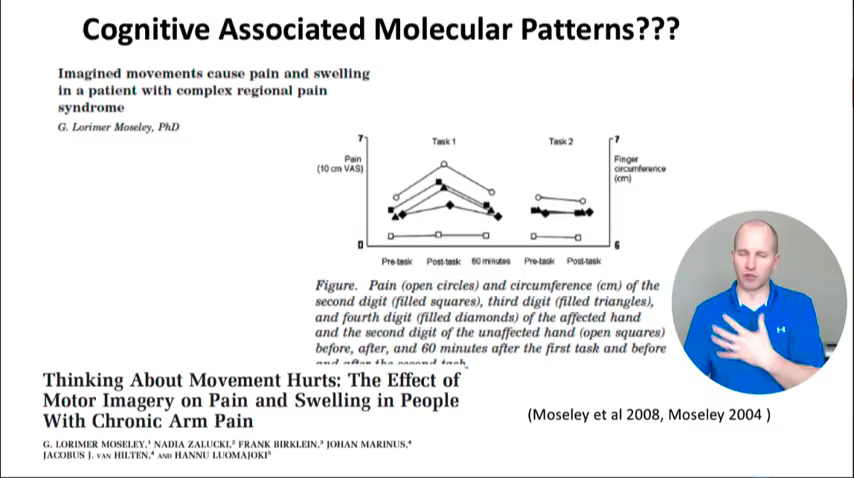 Cognitive Associated Molecular Patterns???
Imagined movements cause pain and swelling
in a patient with complex regional pain
syndrome
G. Lorimer Moseley, PhD
7
Task 1
Task 2
7
Pain
(10 cm VAS)
Finger
circumference
(cm)
0
6
Pre-task Post-task 60 minutes Pre-task Post-task
Figure. Pain (open circles) and circumference (cm) of the
second digit (filled squares), third digit (filled triangles),
and fourth digit (filled diamonds) of the affected hand
and the second digit of the unaffected hand (open squares)
before, after, and 60 minutes after the first task and before
Thinking About Movement Hurts: The Effect of
Motor Imagery on Pain and Swelling in People
With Chronic Arm Pain
G. LORIMER MOSELEY,¹ NADIA ZALUCKI,² FRANK BIRKLEIN,³ JOHAN MARINUS,⁴
JACOBUS J. VAN HILTEN,⁴ AND HANNU LUOMAJOKI⁵
(Moseley et al 2008, Moseley 2004 )